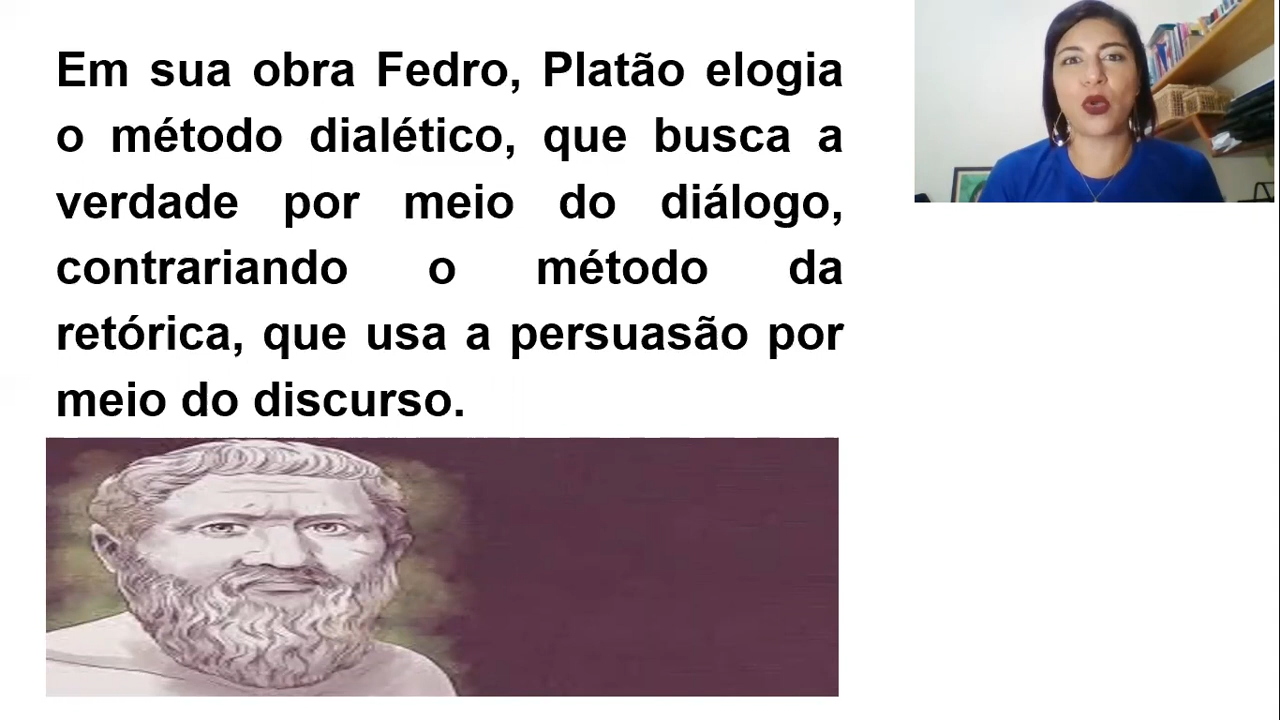 Em sua obra Fedro, Platão elogia
o método dialético, que busca a
verdade por meio do diálogo,
contrariando o método da
retórica, que usa a persuasão por
meio do discurso.